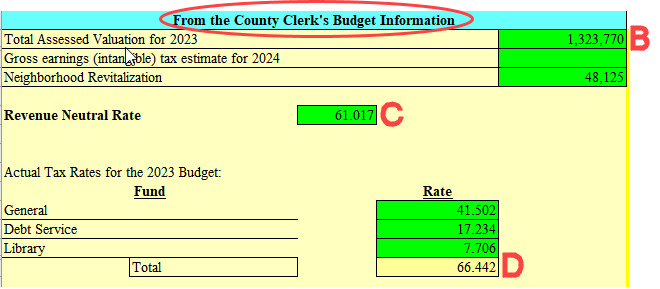 From the County Clerk's Budget Information
Total Assessed Valuation for 2023 1,323,770 B
Gross earnings (intangible) tax estimate for 2024
Neighborhood Revitalization 48,125
Revenue Neutral Rate 61.017 C
Actual Tax Rates for the 2023 Budget:
Fund Rate
General 41.502
Debt Service 17.234
Library 7.706
Total 66.442 D